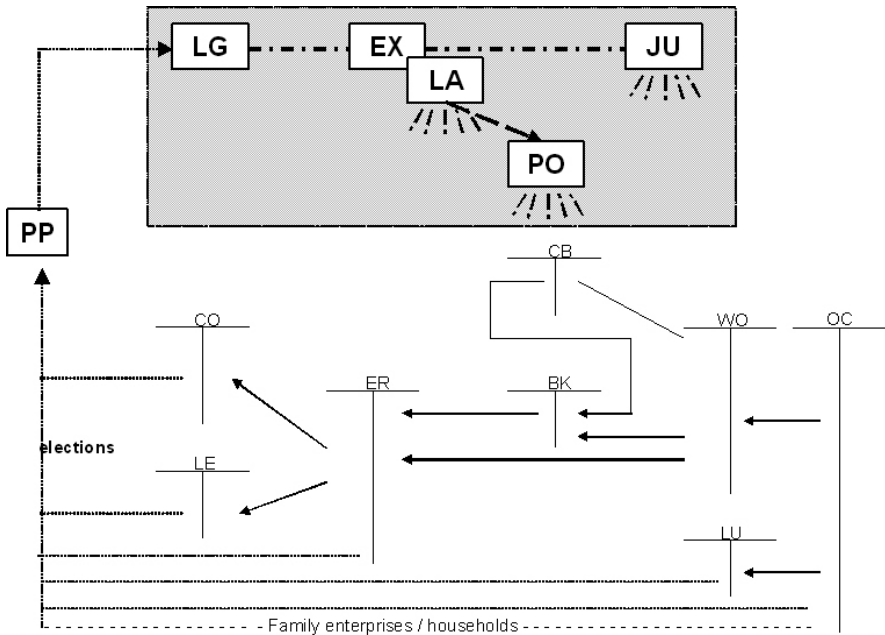 LG EX JU
LA
PO
PP
CB
CO WO OC
ER BK
elections
LE
LU
Family enterprises / households